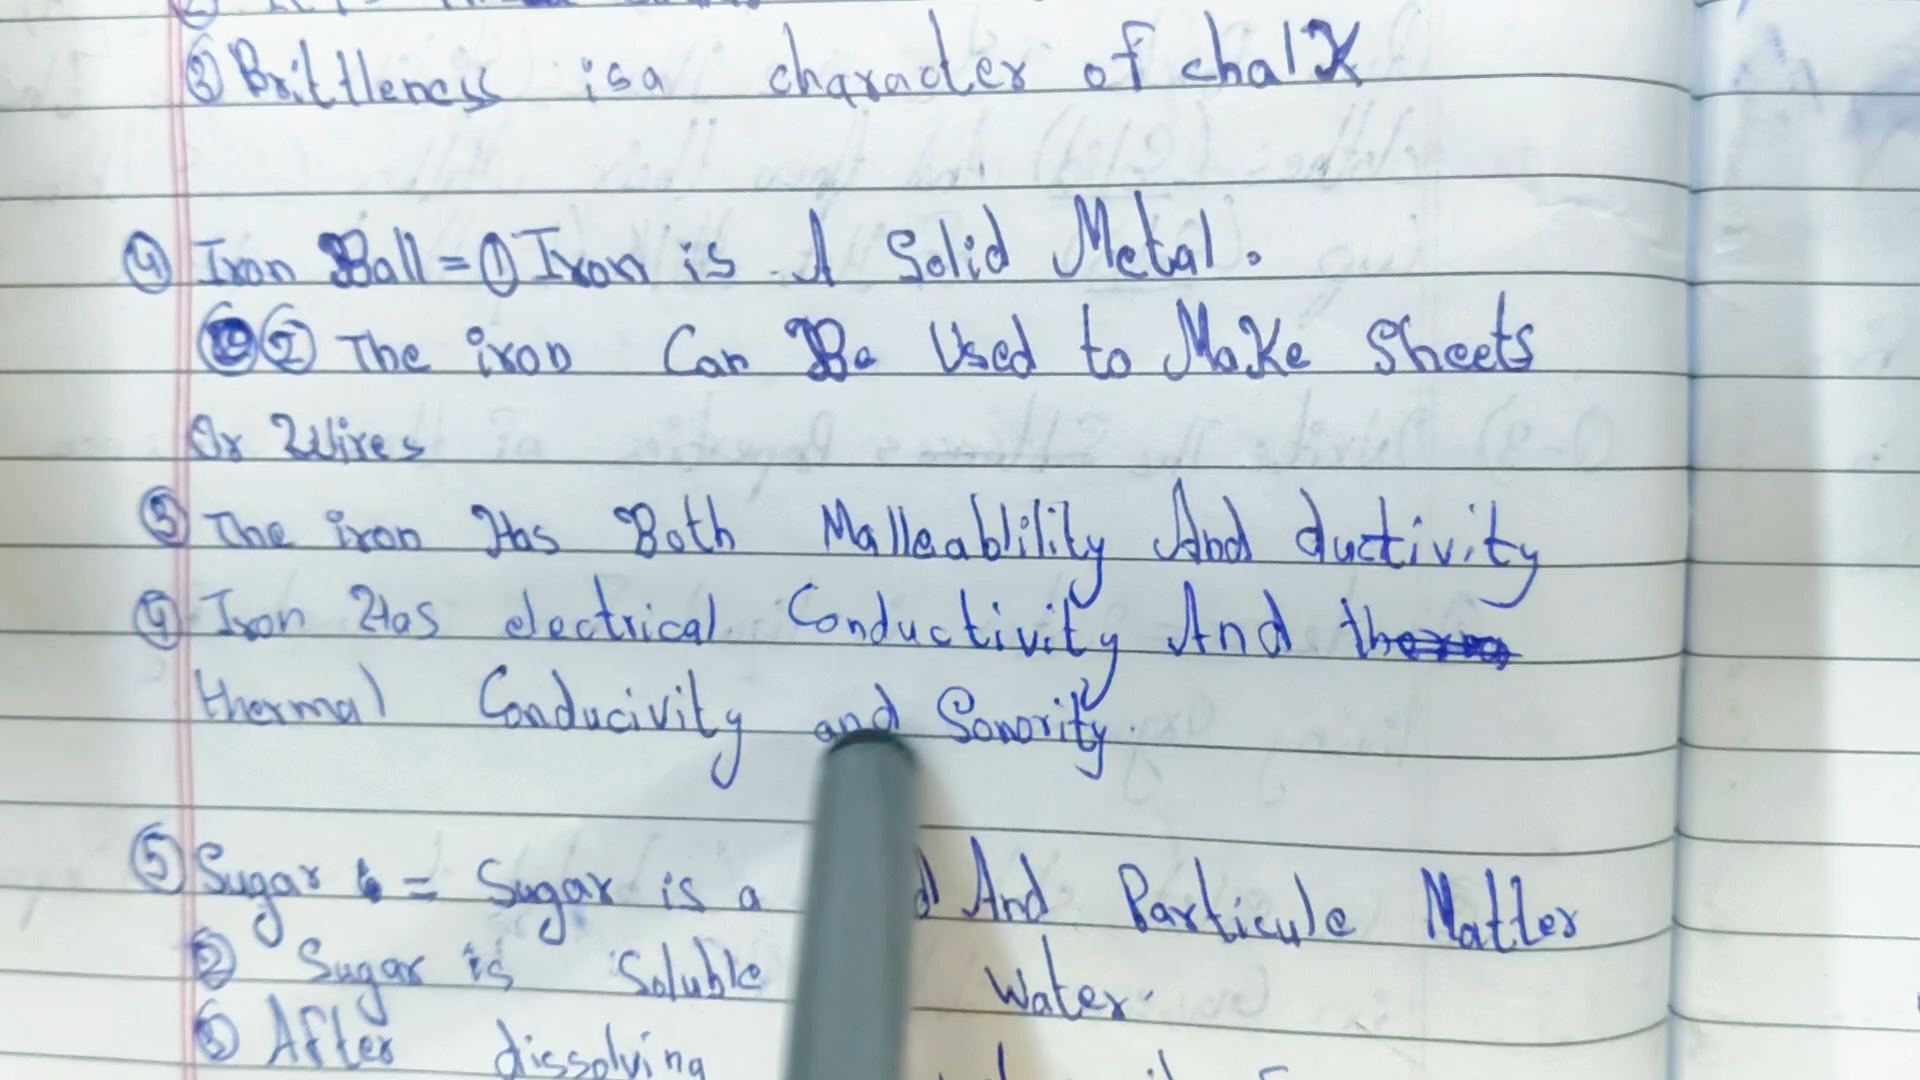 ③ Brittleness is a character of chalk
④ Iron Ball = ① Iron is A Solid Metal.
② The iron Can Be Used to Make Sheets
Or Wires
③ The iron Has Both Malleablility And ductivity
④ Iron Has electrical Conductivity And the
thermal Conducivity and Sonority.
⑤ Sugar = Sugar is a And Particule Matter
② Sugar is Soluble Water.
③ After dissolving